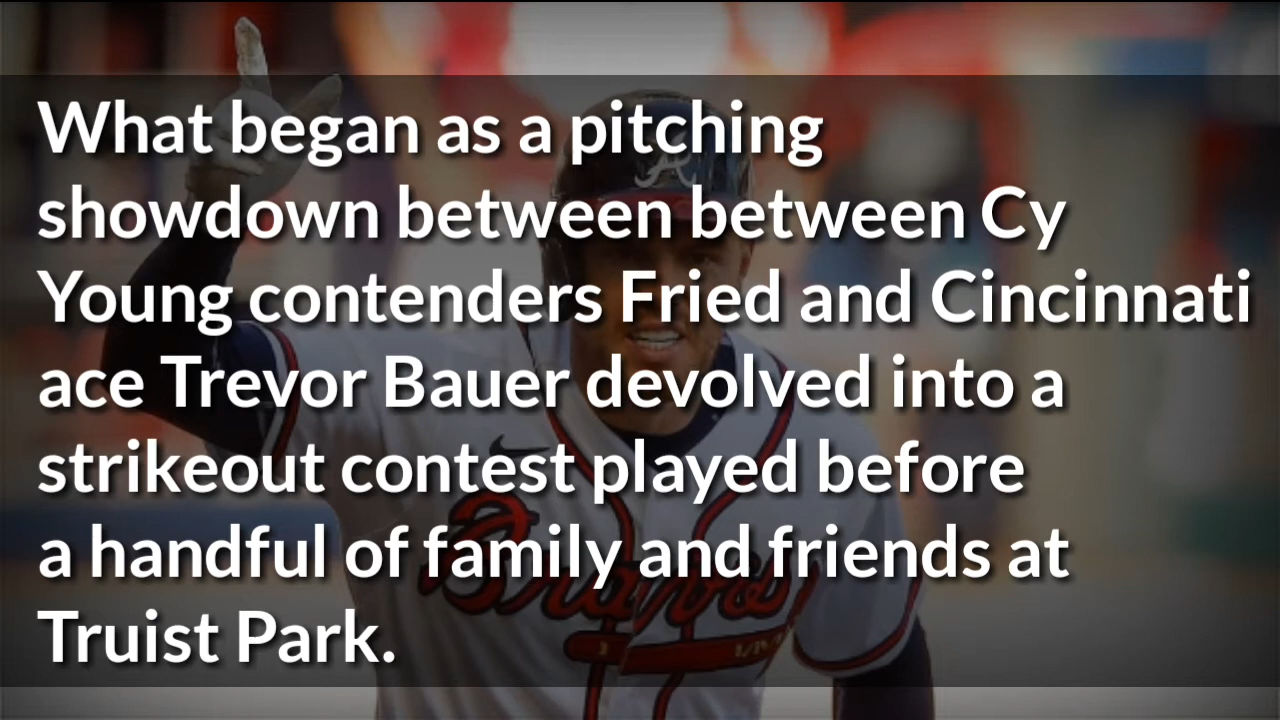 What began as a pitching
showdown between between Cy
Young contenders Fried and Cincinnati
ace Trevor Bauer devolved into a
strikeout contest played before
a handful of family and friends at
Truist Park.
A
Braves